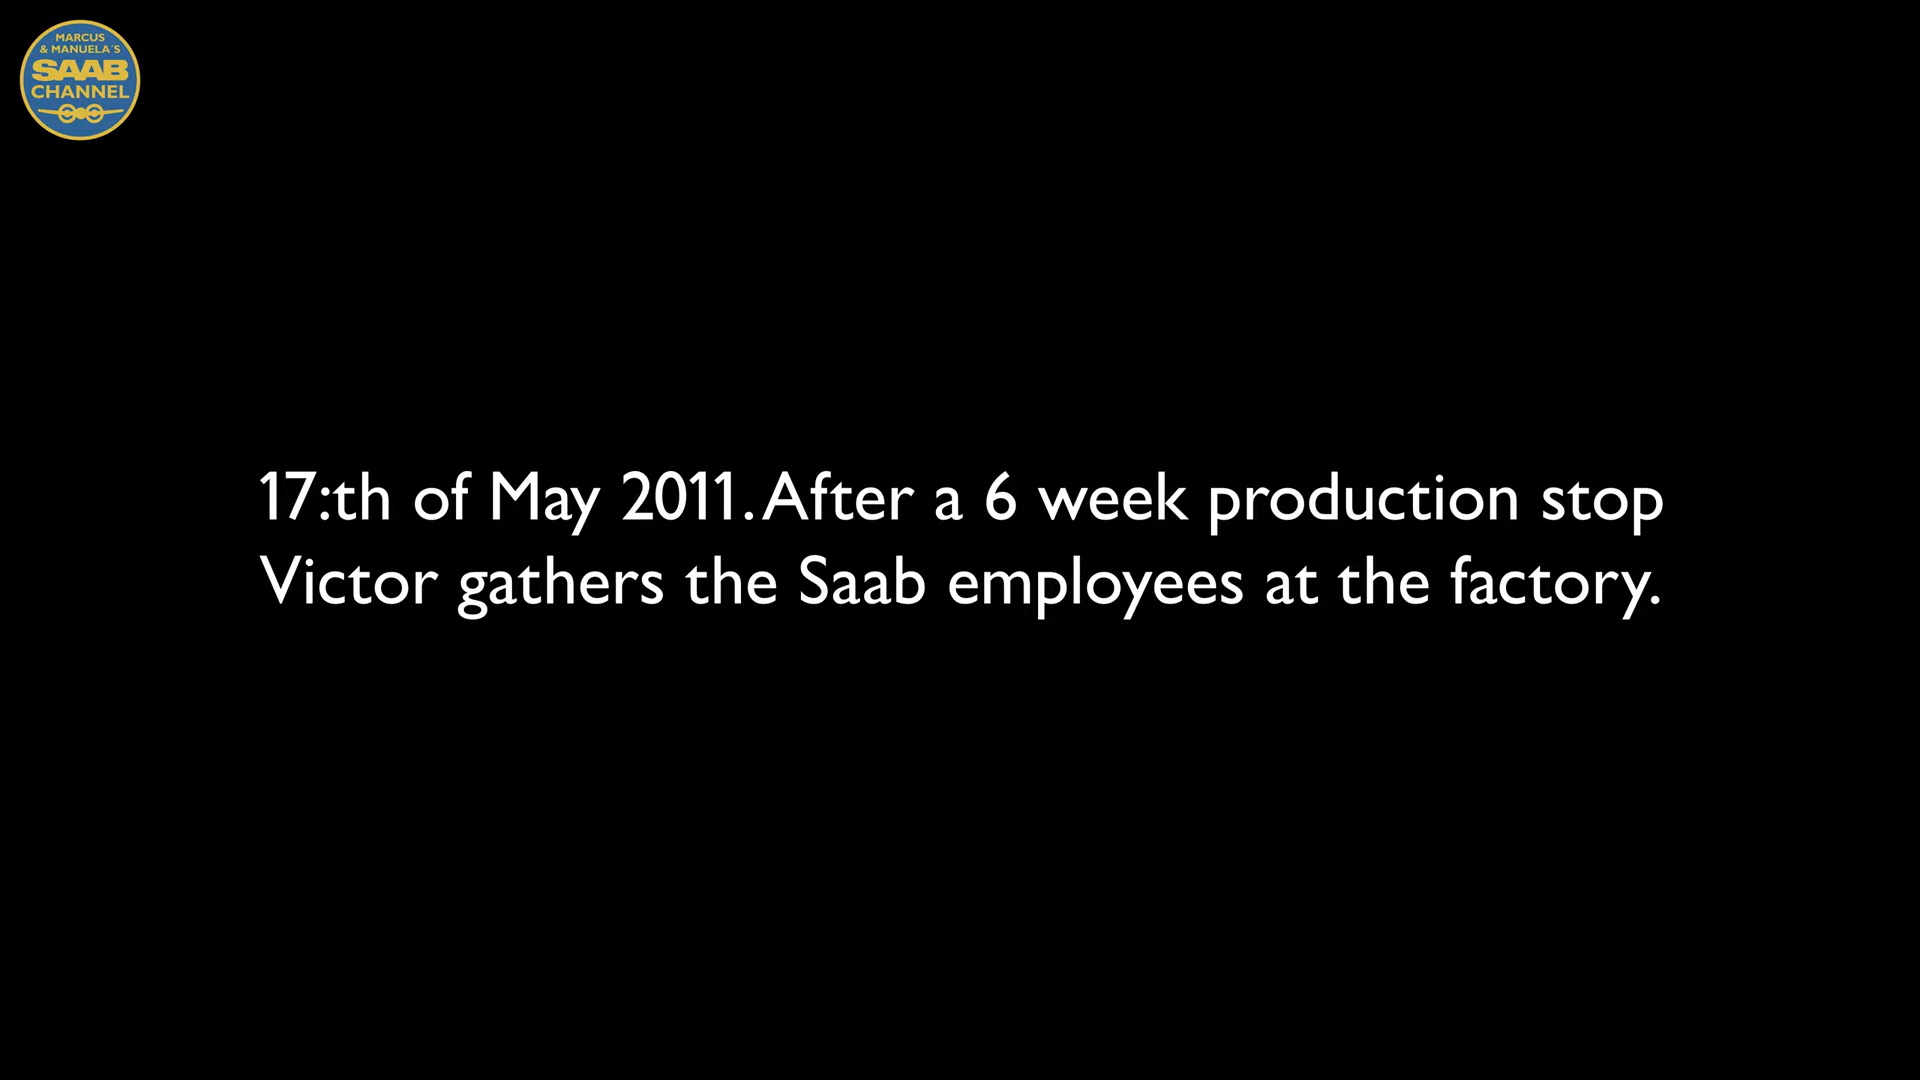 MARCUS
& MANUELA´S
SAAB
CHANNEL
17:th of May 2011. After a 6 week production stop
Victor gathers the Saab employees at the factory.